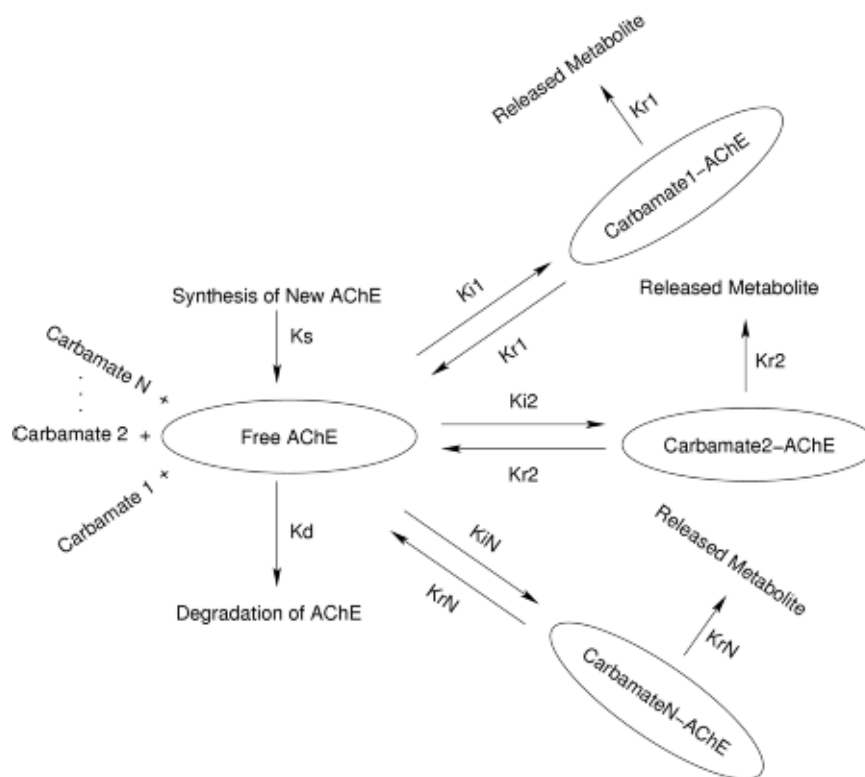 Released Metabolite
Kr1
Carbamate1-AChE
Ki1
Kr1
Synthesis of New AChE
Ks
Released Metabolite
Kr2
Carbamate N +
Carbamate 2 +
Carbamate 1 +
Free AChE
Ki2
Kr2
Carbamate2-AChE
Kd
Degradation of AChE
KiN
KrN
Released Metabolite
KrN
CarbamateN-AChE